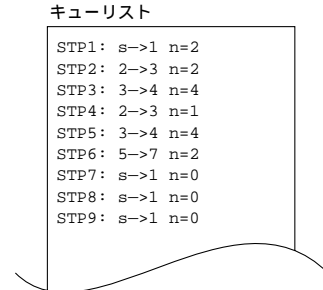 キューリスト
STP1: s—>1 n=2
STP2: 2—>3 n=2
STP3: 3—>4 n=4
STP4: 2—>3 n=1
STP5: 3—>4 n=4
STP6: 5—>7 n=2
STP7: s—>1 n=0
STP8: s—>1 n=0
STP9: s—>1 n=0